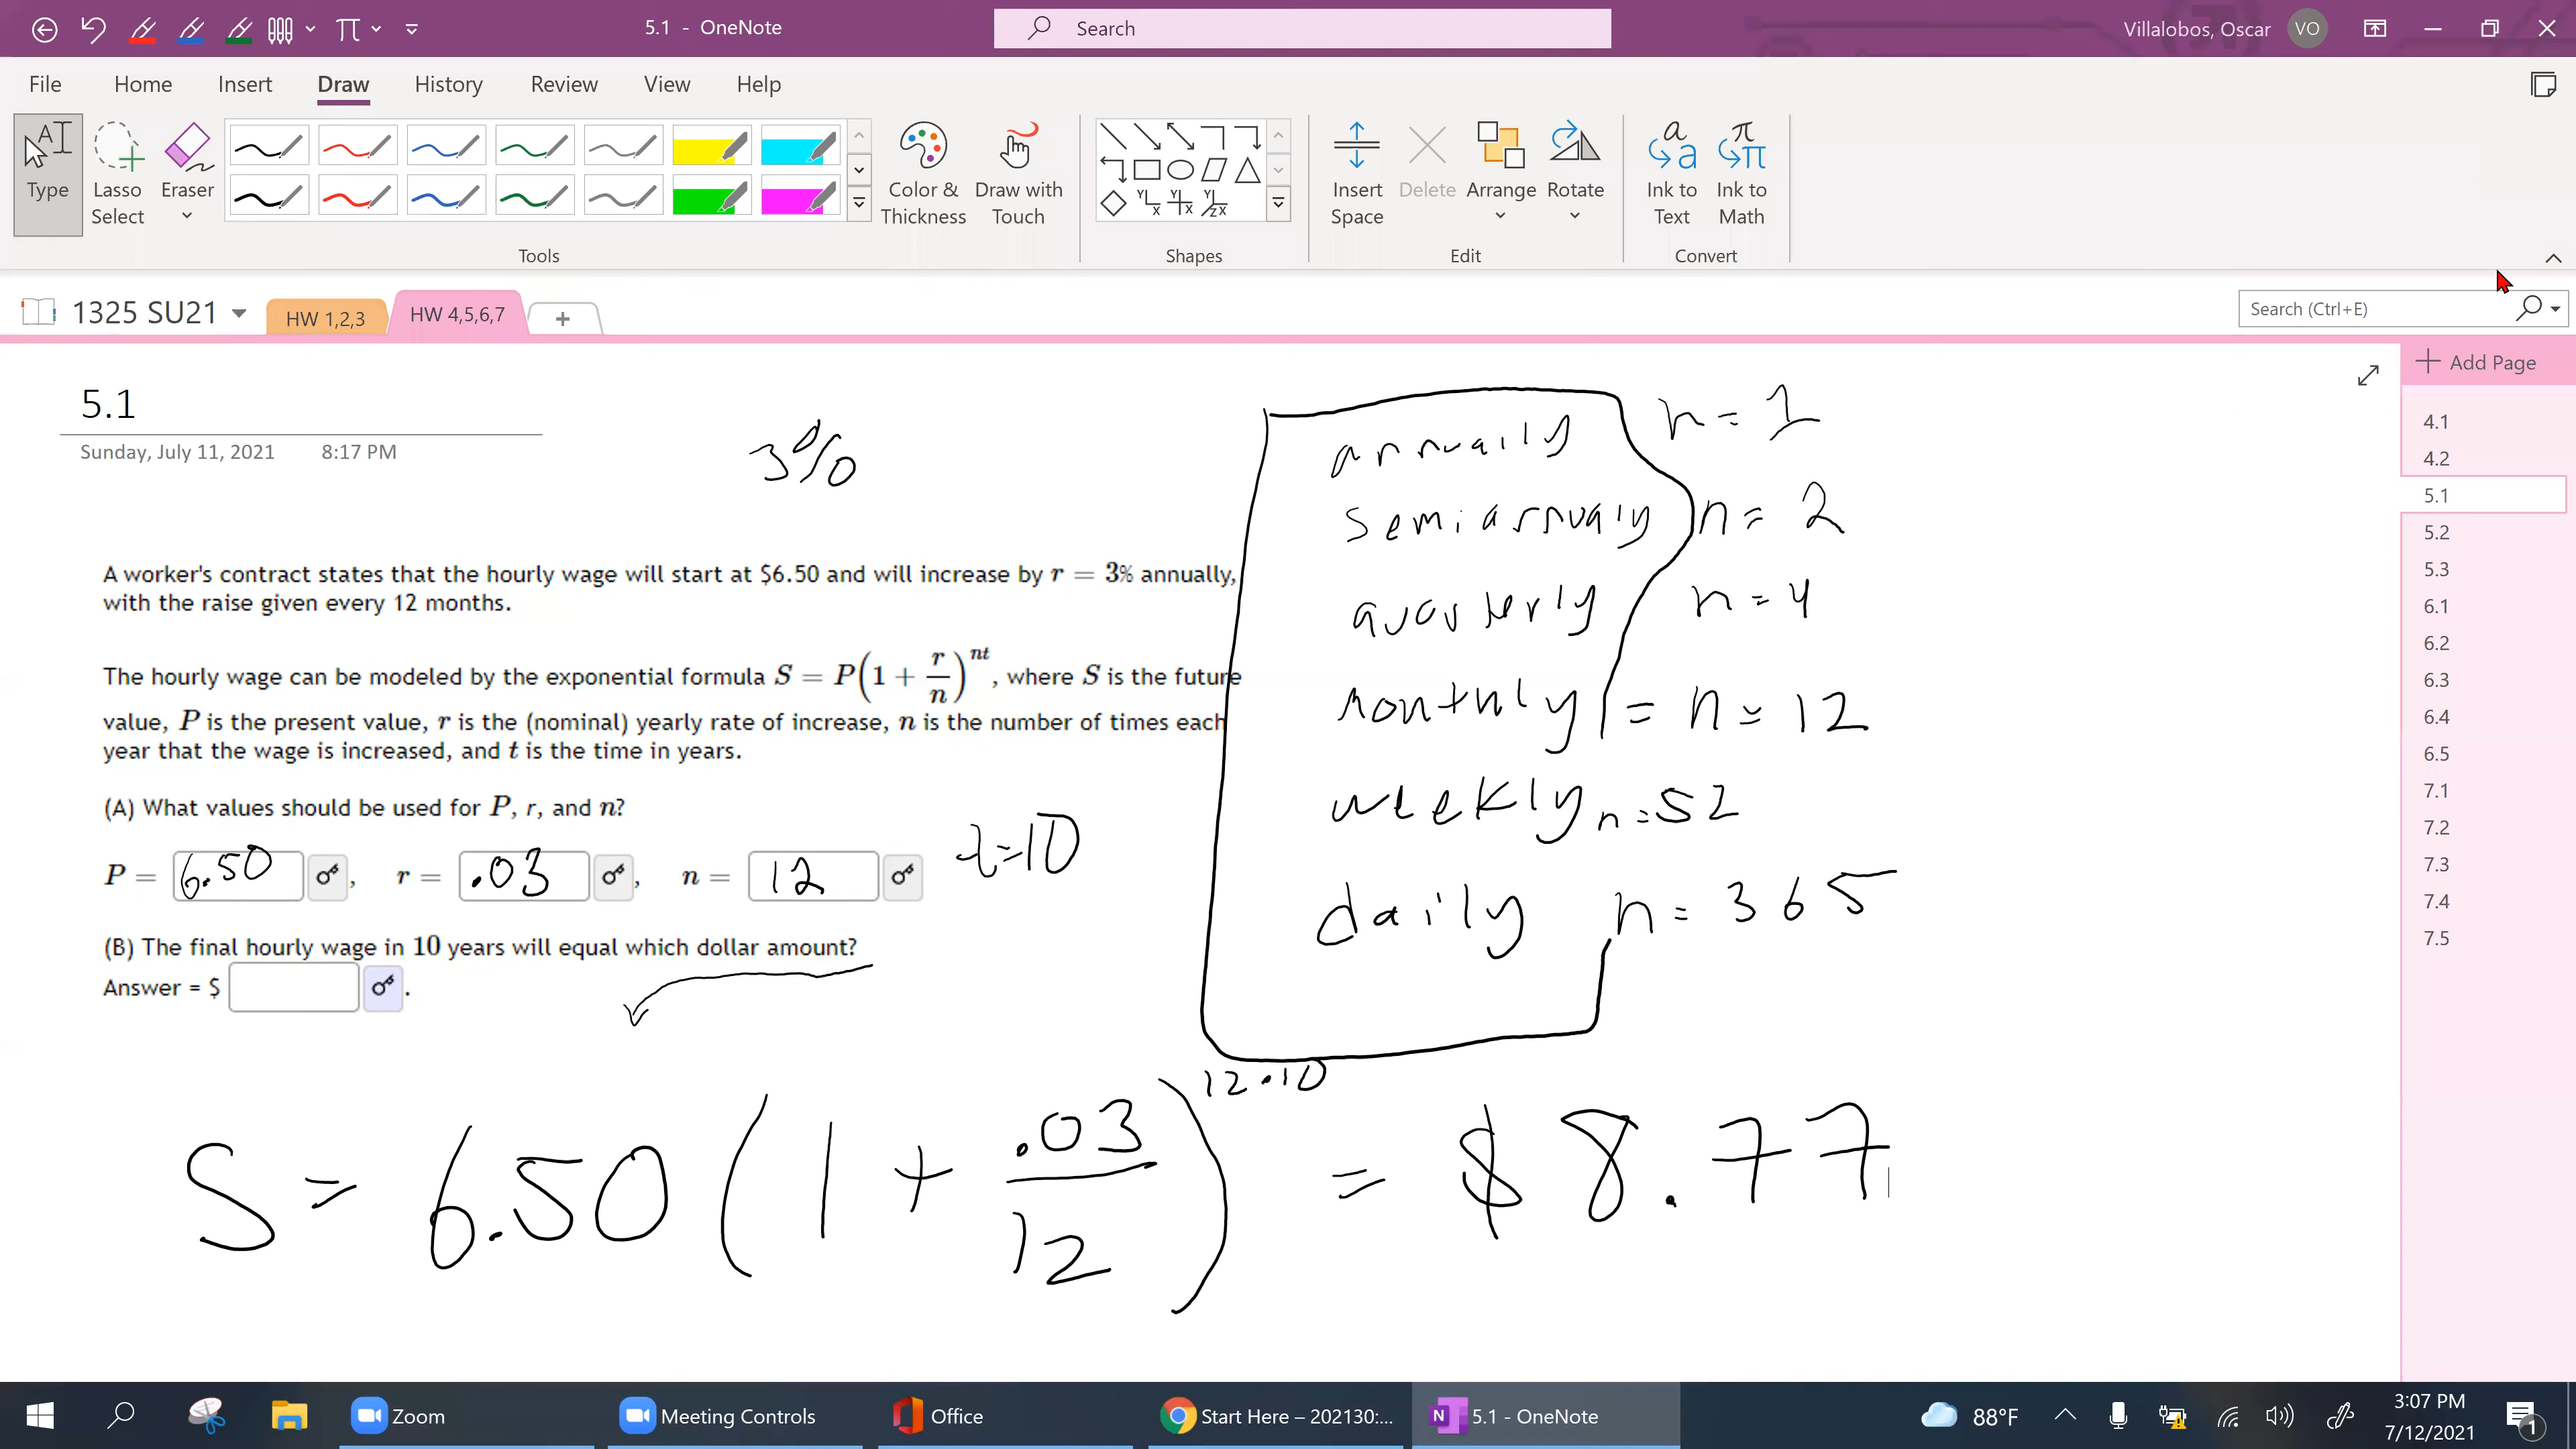 5.1 - OneNote
Search
Villalobos, Oscar
VO
File Home Insert Draw History Review View Help
Type
Lasso Select
Eraser
Color & Thickness
Draw with Touch
Insert Space
Delete
Arrange
Rotate
Ink to Text
Ink to Math
Tools
Shapes
Edit
Convert
1325 SU21
HW 1,2,3
HW 4,5,6,7
Search (Ctrl+E)
Add Page
4.1
4.2
5.1
5.2
5.3
6.1
6.2
6.3
6.4
6.5
7.1
7.2
7.3
7.4
7.5
5.1
Sunday, July 11, 2021 8:17 PM
3%
A worker's contract states that the hourly wage will start at $6.50 and will increase by r = 3% annually,
with the raise given every 12 months.
The hourly wage can be modeled by the exponential formula S = P(1 + r/n)^nt, where S is the future
value, P is the present value, r is the (nominal) yearly rate of increase, n is the number of times each
year that the wage is increased, and t is the time in years.
(A) What values should be used for P, r, and n?
P = 6.50, r = .03, n = 12
t=10
(B) The final hourly wage in 10 years will equal which dollar amount?
Answer = $ .
annually n = 1
semiannualy n = 2
quarterly n = 4
monthly = n = 12
weekly n = 52
daily n = 365
S = 6.50 (1 + .03/12)^12·10 = $8.77
Zoom
Meeting Controls
Office
Start Here – 202130:...
5.1 - OneNote
88°F
3:07 PM
7/12/2021
1